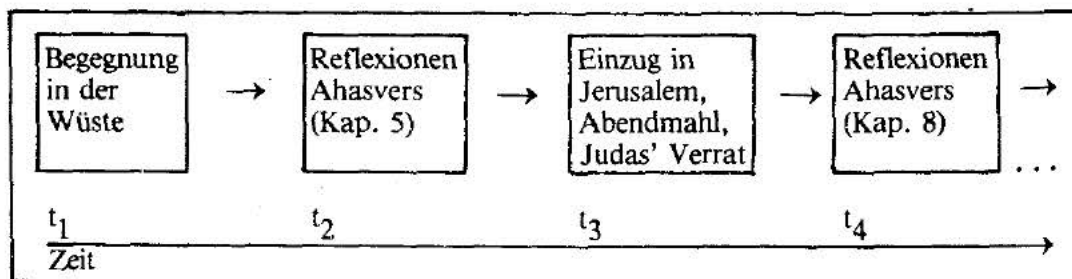 Begegnung
in der
Wüste
Reflexionen
Ahasvers
(Kap. 5)
Einzug in
Jerusalem,
Abendmahl,
Judas' Verrat
Reflexionen
Ahasvers
(Kap. 8)
...
t1
t2
t3
t4
Zeit